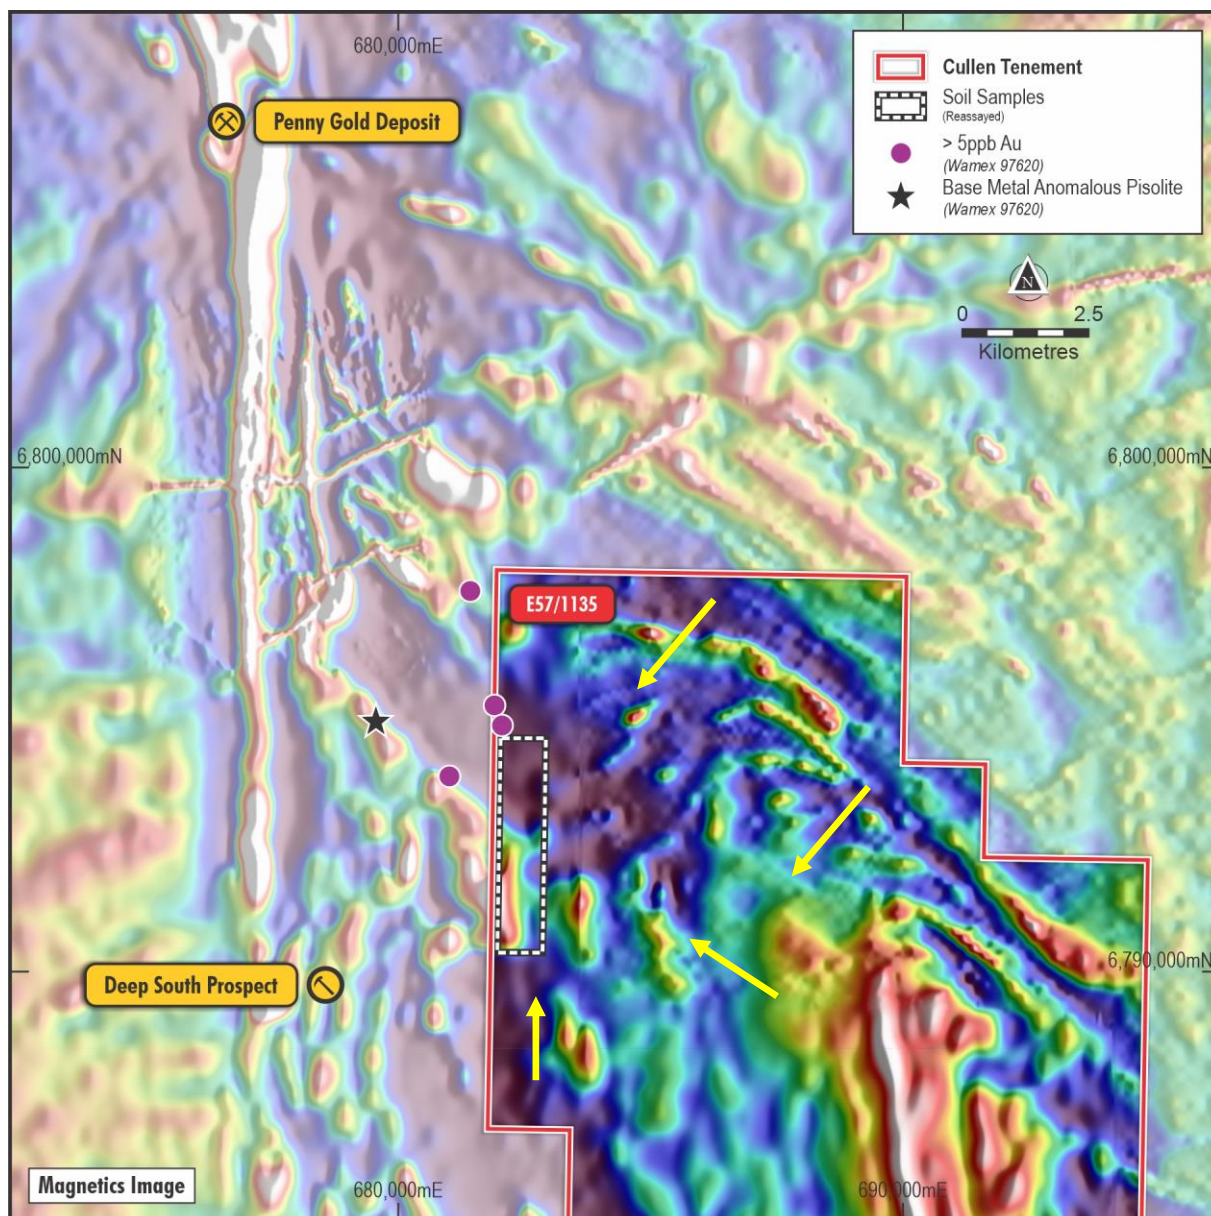 680,000mE
Penny Gold Deposit
Cullen Tenement
Soil Samples
(Reassayed)
> 5ppb Au
(Wamex 97620)
Base Metal Anomalous Pisolite
(Wamex 97620)
N
0 2.5
Kilometres
6,800,000mN
6,800,000mN
E57/1135
6,790,000mN
Deep South Prospect
Magnetics Image
680,000mE
690,000mE